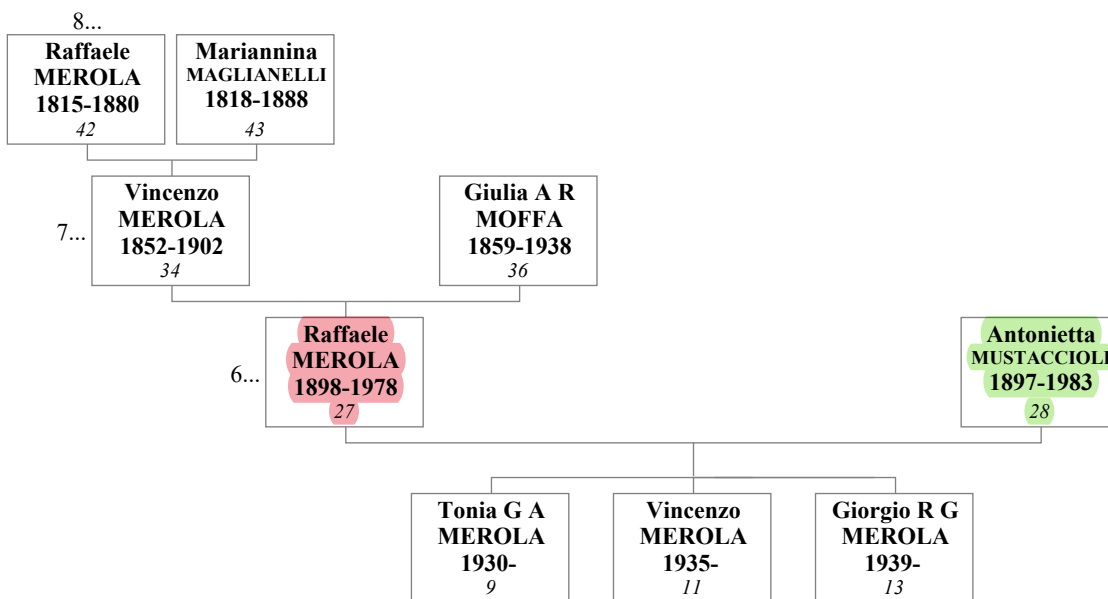 8...
Raffaele
MEROLA
1815-1880
42
Mariannina
MAGLIANELLI
1818-1888
43
7...
Vincenzo
MEROLA
1852-1902
34
Giulia A R
MOFFA
1859-1938
36
6...
Raffaele
MEROLA
1898-1978
27
Antonietta
MUSTACCIOLI
1897-1983
28
Tonia G A
MEROLA
1930-
9
Vincenzo
MEROLA
1935-
11
Giorgio R G
MEROLA
1939-
13